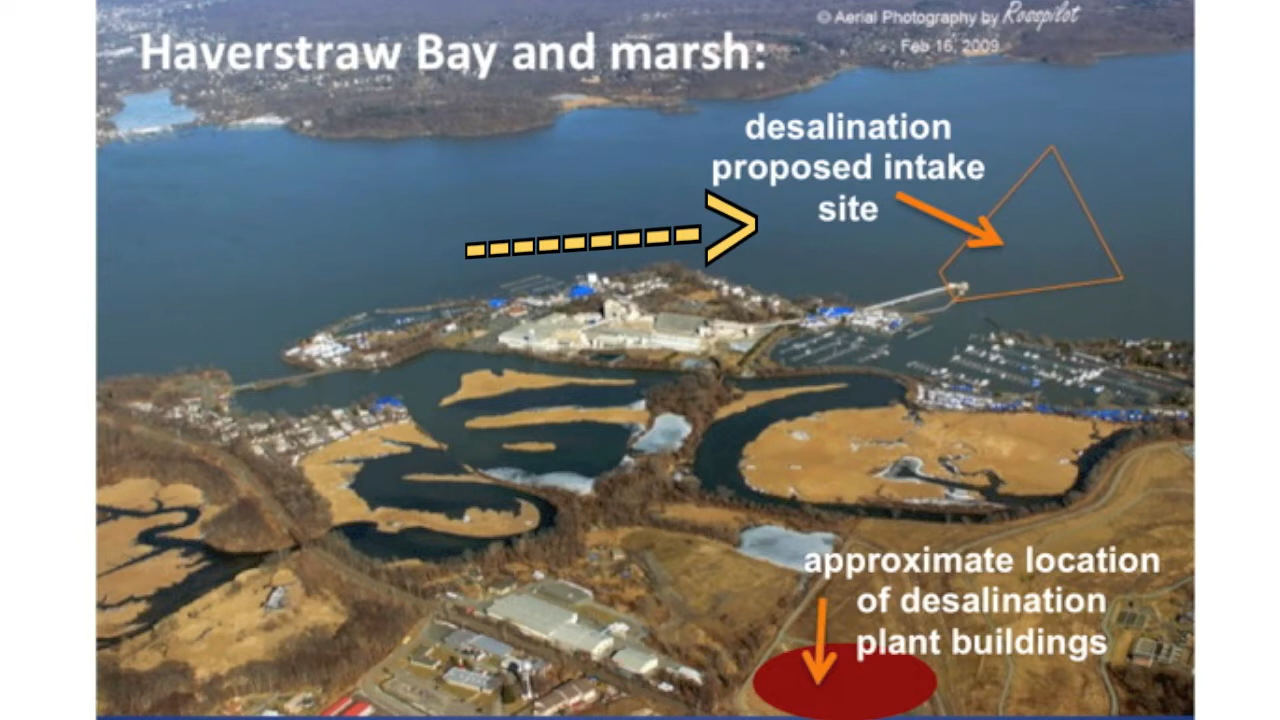 © Aerial Photography by Rosspilot
Feb 16, 2009
Haverstraw Bay and marsh:
desalination
proposed intake
site
approximate location
of desalination
plant buildings